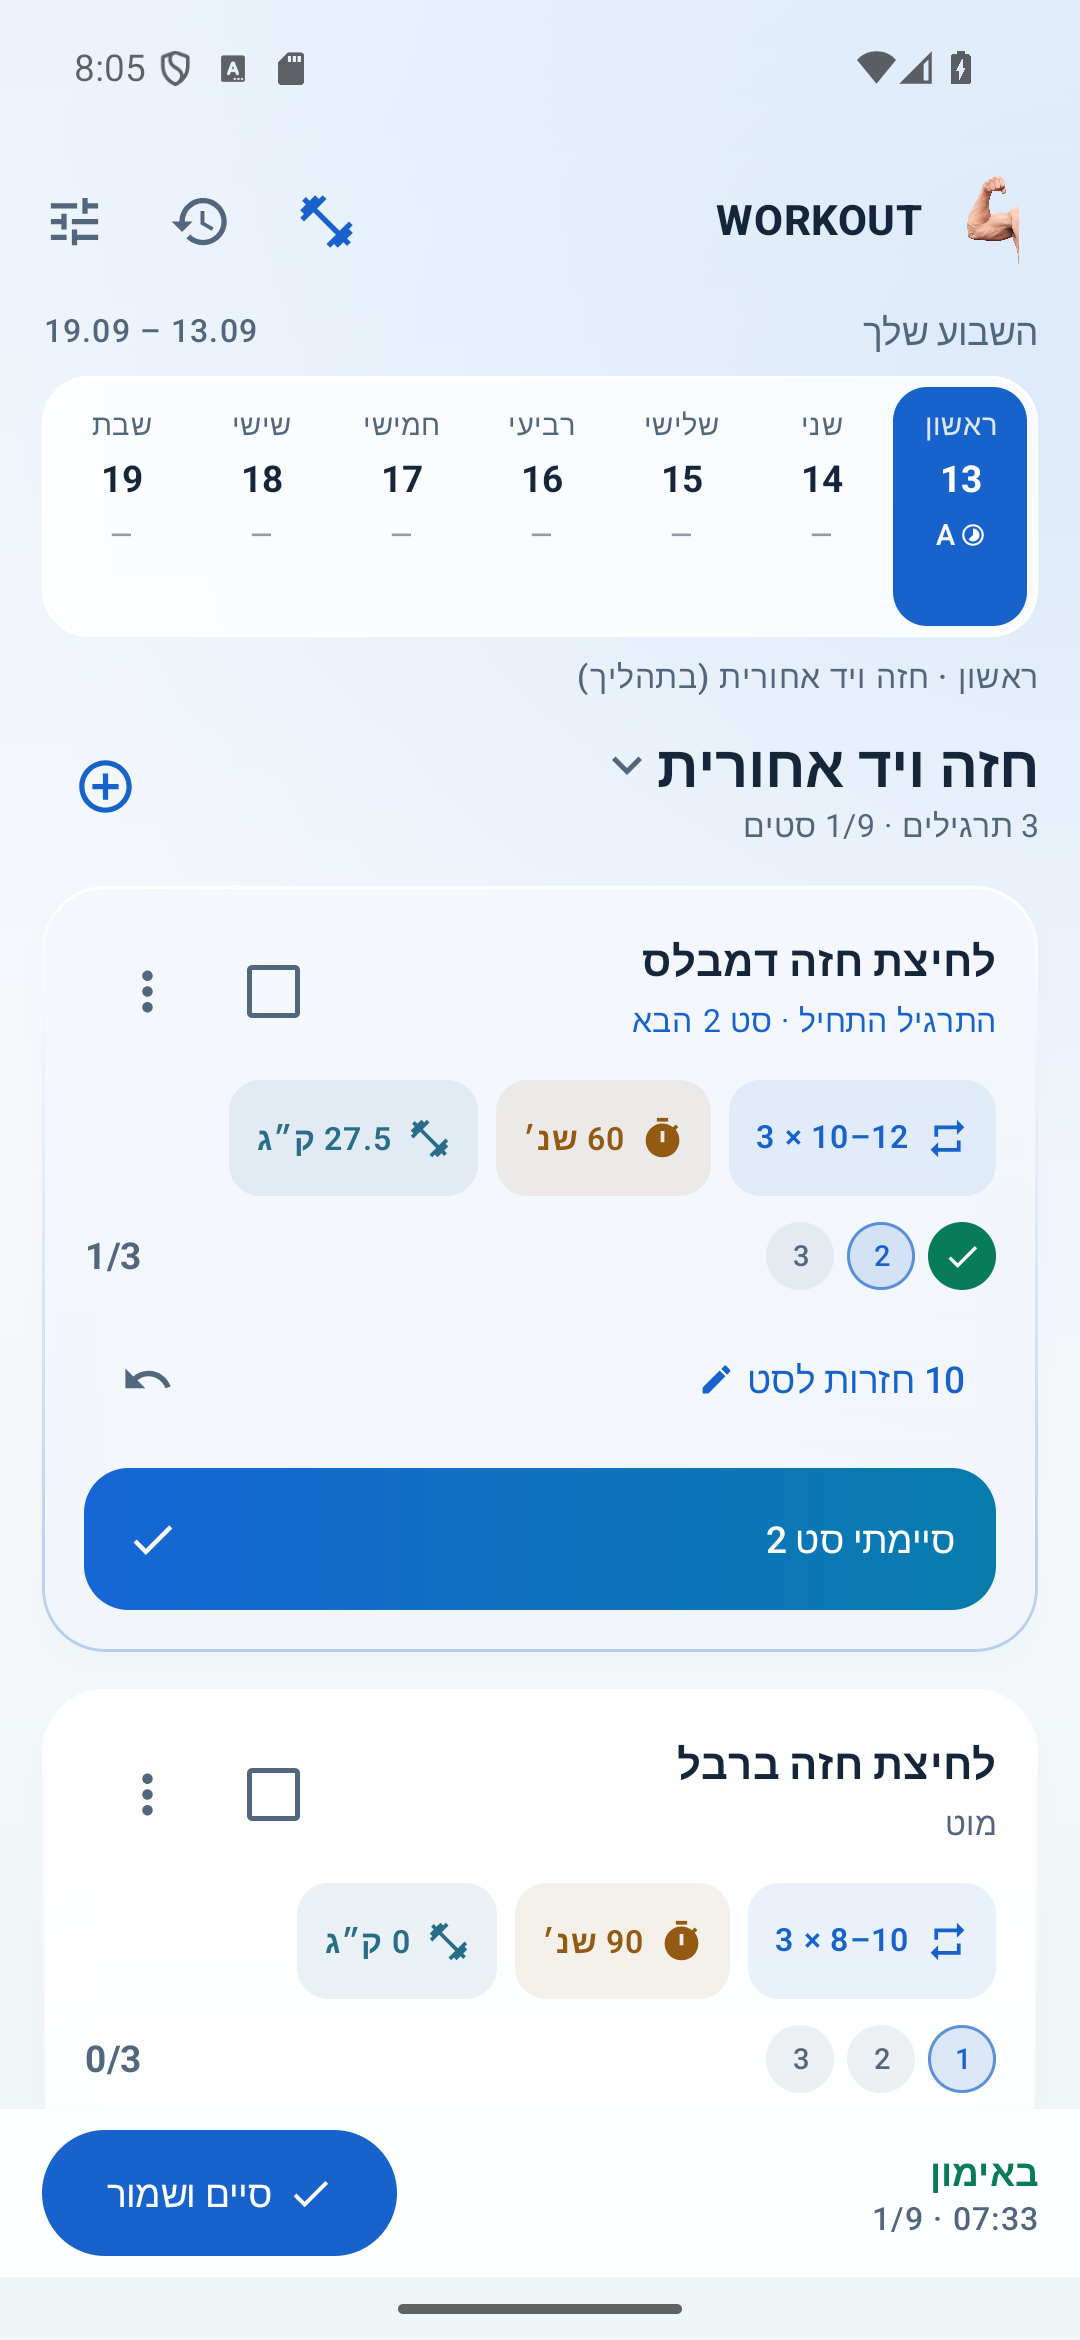 8:05
WORKOUT
השבוע שלך
13.09 – 19.09
ראשון שני שלישי רביעי חמישי שישי שבת
13 14 15 16 17 18 19
A – – – – – –
ראשון · חזה ויד אחורית (בתהליך)
חזה ויד אחורית
3 תרגילים · 1/9 סטים
לחיצת חזה דמבלס
התרגיל התחיל · סט 2 הבא
3 × 10–12
60 שנ׳
27.5 ק״ג
2 3
1/3
10 חזרות לסט
סיימתי סט 2
לחיצת חזה ברבל
מוט
3 × 8–10
90 שנ׳
0 ק״ג
1 2 3
0/3
באימון
07:33 · 1/9
סיים ושמור